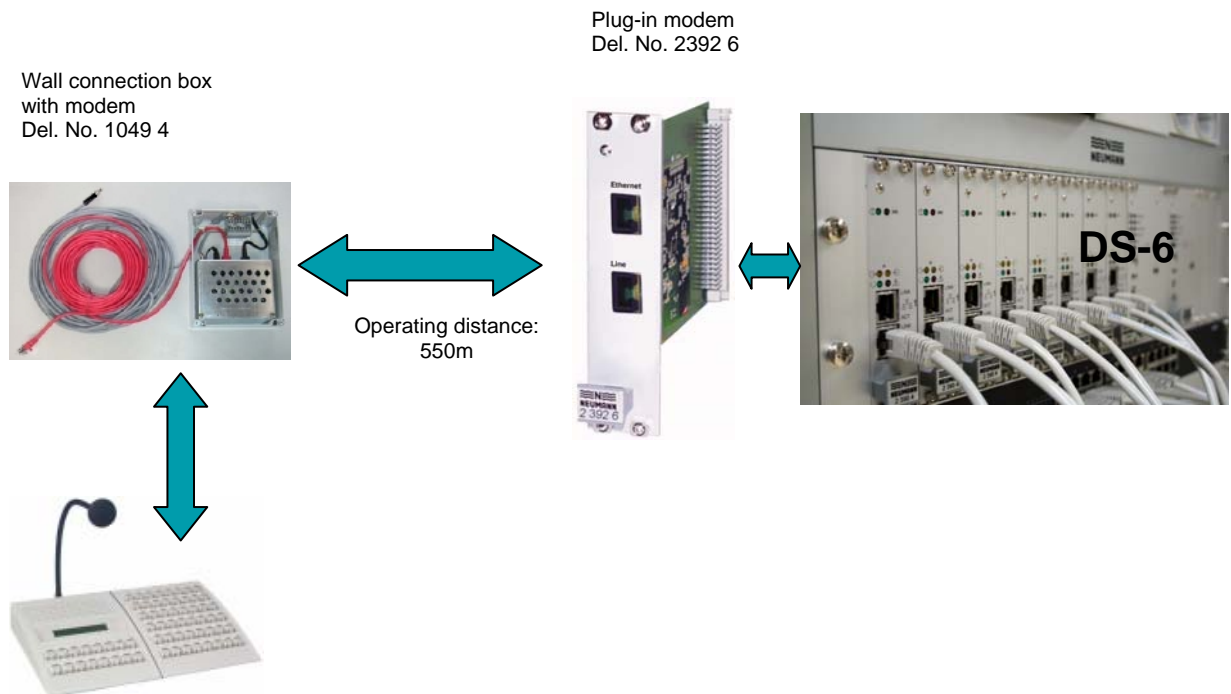 Plug-in modem
Del. No. 2392 6
Wall connection box
with modem
Del. No. 1049 4
Ethernet
Line
NEUMANN
2 392 6
Operating distance:
550m
NEUMANN
DS-6